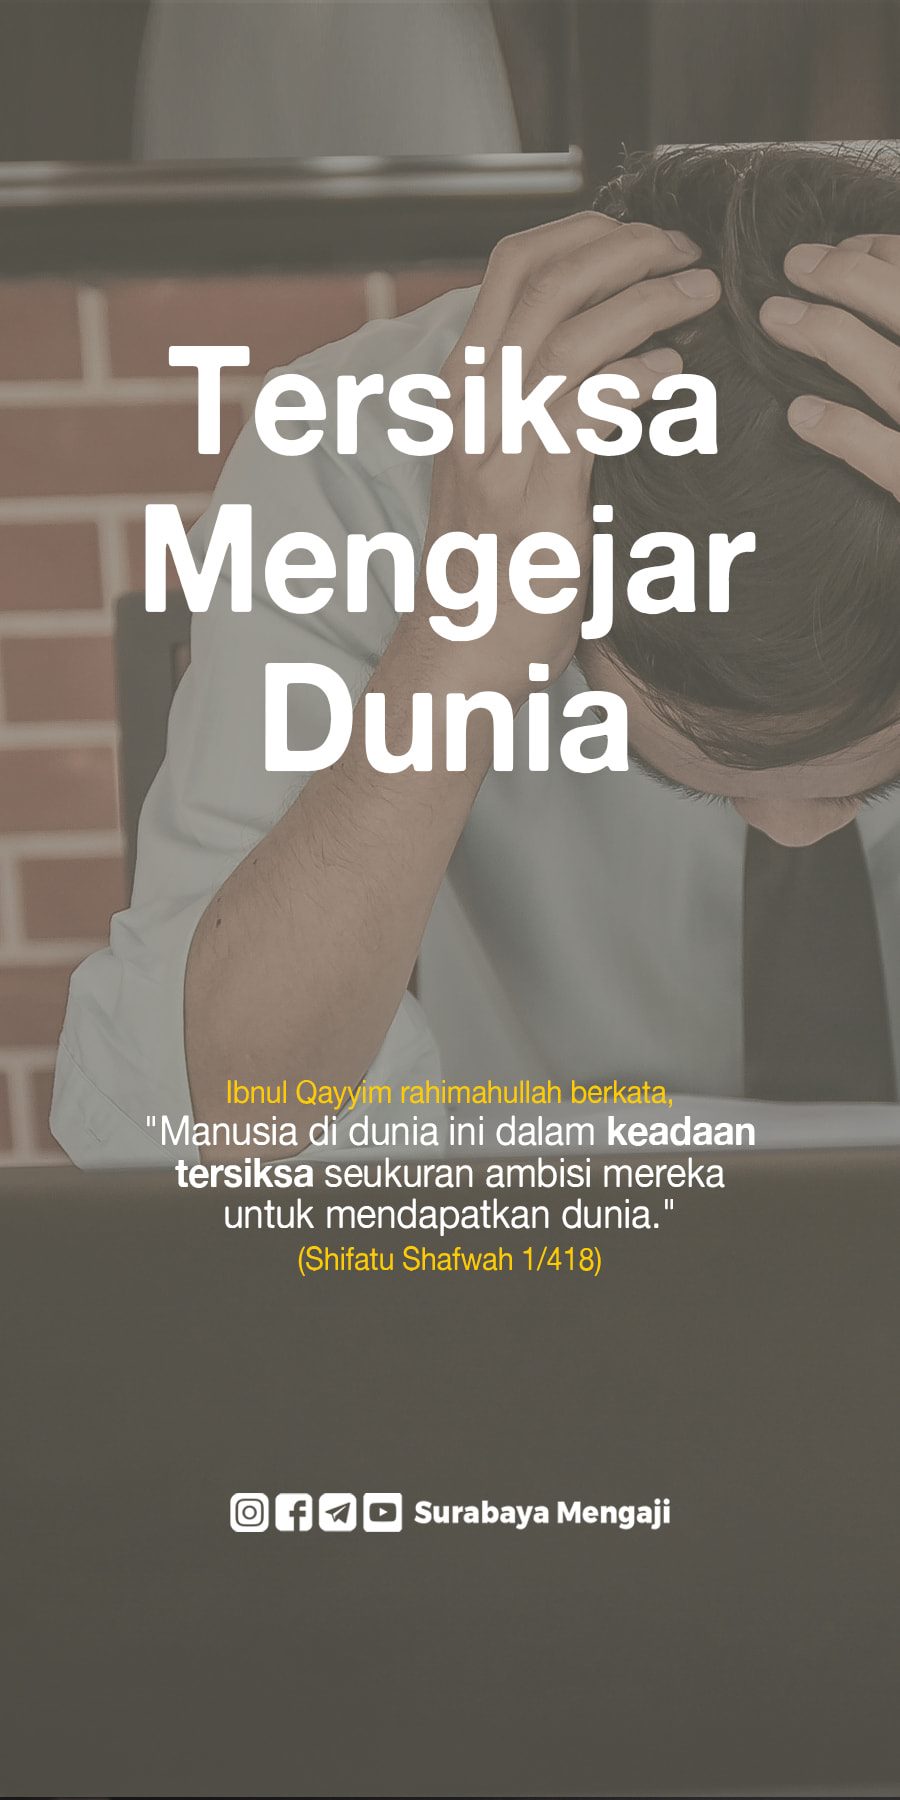 Tersiksa
Mengejar
Dunia
Ibnul Qayyim rahimahullah berkata,
"Manusia di dunia ini dalam keadaan
tersiksa seukuran ambisi mereka
untuk mendapatkan dunia."
(Shifatu Shafwah 1/418)
Surabaya Mengaji